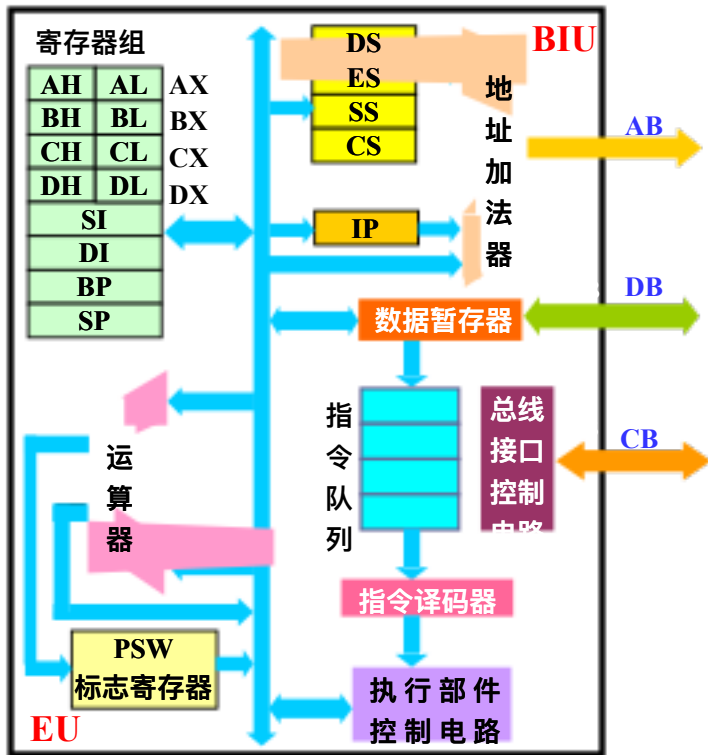 寄存器组
AH AL AX
BH BL BX
CH CL CX
DH DL DX
SI
DI
BP
SP
DS
ES
SS
CS
BIU
地址加法器
AB
IP
DB
数据暂存器
指令队列
总线
接口
控制
电路
CB
运算器
指令译码器
PSW
标志寄存器
执行部件
控制电路
EU